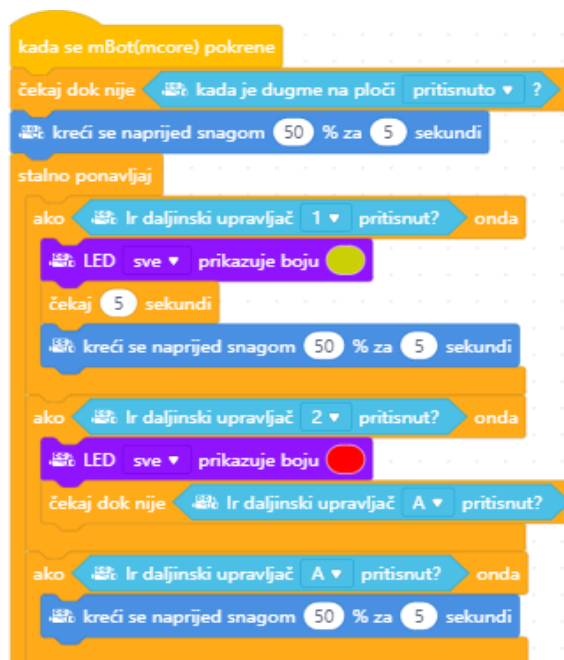 kada se mBot(mcore) pokrene
čekaj dok nije kada je dugme na ploči pritisnuto ?
kreći se naprijed snagom 50 % za 5 sekundi
stalno ponavljaj
ako Ir daljinski upravljač 1 pritisnut? onda
LED sve prikazuje boju
čekaj 5 sekundi
kreći se naprijed snagom 50 % za 5 sekundi
ako Ir daljinski upravljač 2 pritisnut? onda
LED sve prikazuje boju
čekaj dok nije Ir daljinski upravljač A pritisnut?
ako Ir daljinski upravljač A pritisnut? onda
kreći se naprijed snagom 50 % za 5 sekundi